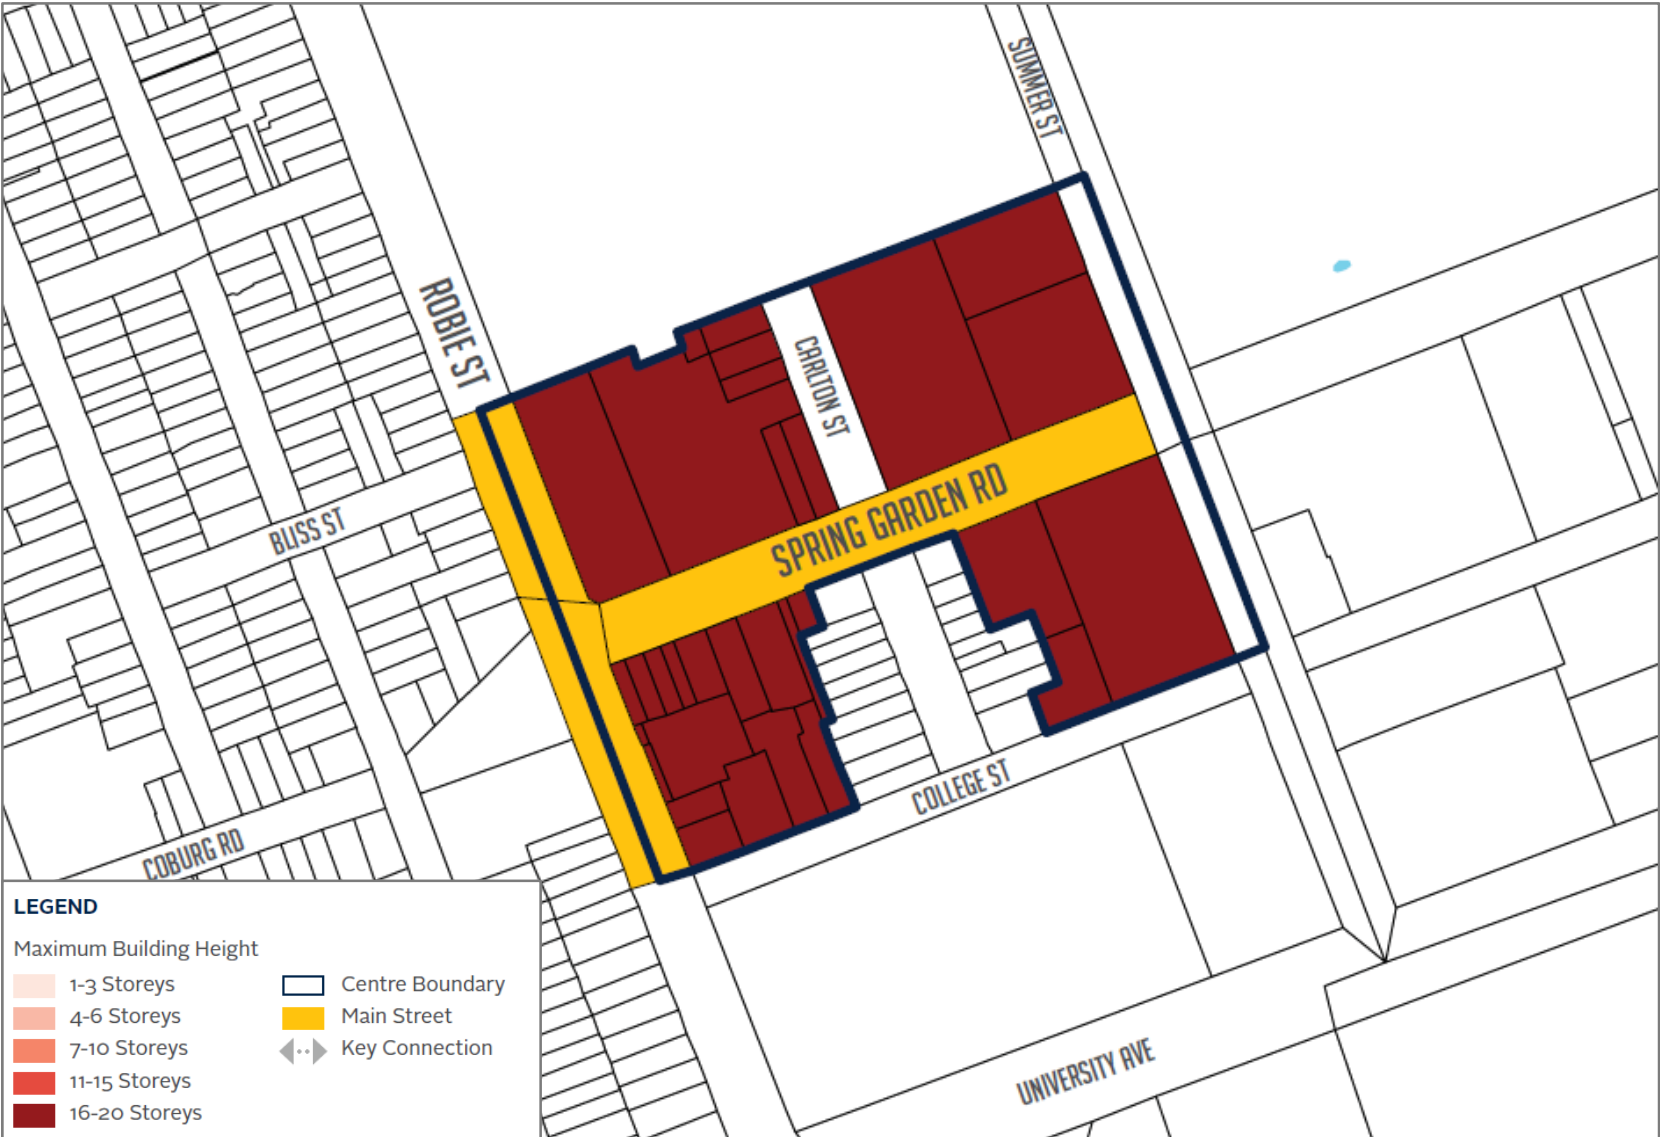 SUMMER ST
ROBIE ST
CARLTON ST
SPRING GARDEN RD
BLISS ST
COLLEGE ST
COBURG RD
UNIVERSITY AVE
LEGEND
Maximum Building Height
1-3 Storeys
4-6 Storeys
7-10 Storeys
11-15 Storeys
16-20 Storeys
Centre Boundary
Main Street
Key Connection